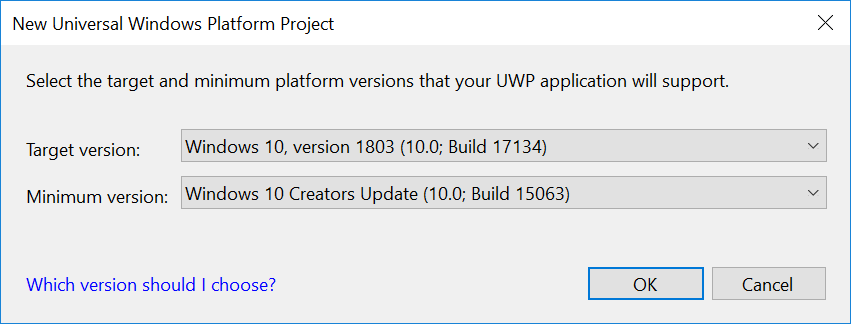 New Universal Windows Platform Project
Select the target and minimum platform versions that your UWP application will support.
Target version: Windows 10, version 1803 (10.0; Build 17134)
Minimum version: Windows 10 Creators Update (10.0; Build 15063)
Which version should I choose? OK Cancel